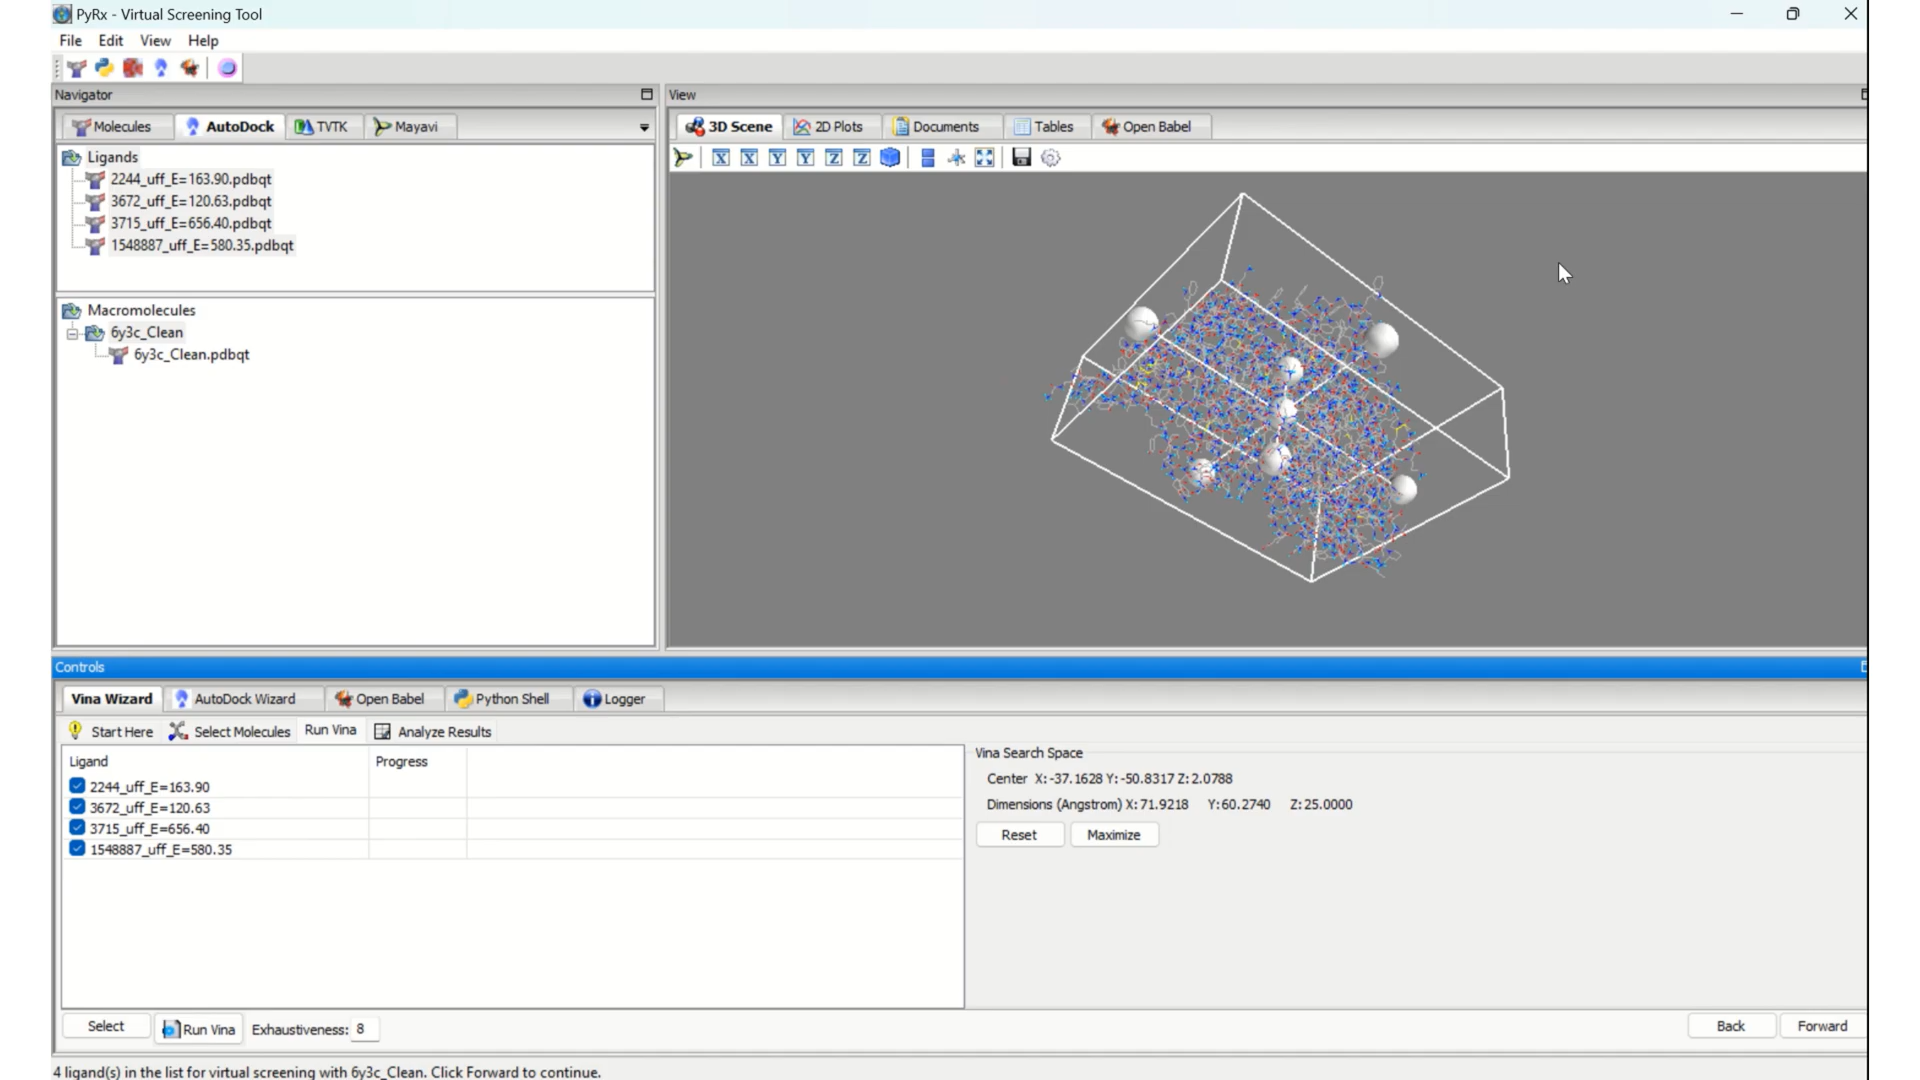 PyRx - Virtual Screening Tool
File Edit View Help
Navigator
View
Molecules AutoDock TVTK Mayavi
3D Scene 2D Plots Documents Tables Open Babel
X X Y Y Z Z
Ligands
2244_uff_E=163.90.pdbqt
3672_uff_E=120.63.pdbqt
3715_uff_E=656.40.pdbqt
1548887_uff_E=580.35.pdbqt
Macromolecules
6y3c_Clean
6y3c_Clean.pdbqt
Controls
Vina Wizard AutoDock Wizard Open Babel Python Shell Logger
Start Here Select Molecules Run Vina Analyze Results
Ligand Progress
2244_uff_E=163.90
3672_uff_E=120.63
3715_uff_E=656.40
1548887_uff_E=580.35
Vina Search Space
Center X:-37.1628 Y:-50.8317 Z:2.0788
Dimensions (Angstrom) X:71.9218 Y:60.2740 Z:25.0000
Reset Maximize
Select Run Vina Exhaustiveness: 8
Back Forward
4 ligand(s) in the list for virtual screening with 6y3c_Clean. Click Forward to continue.